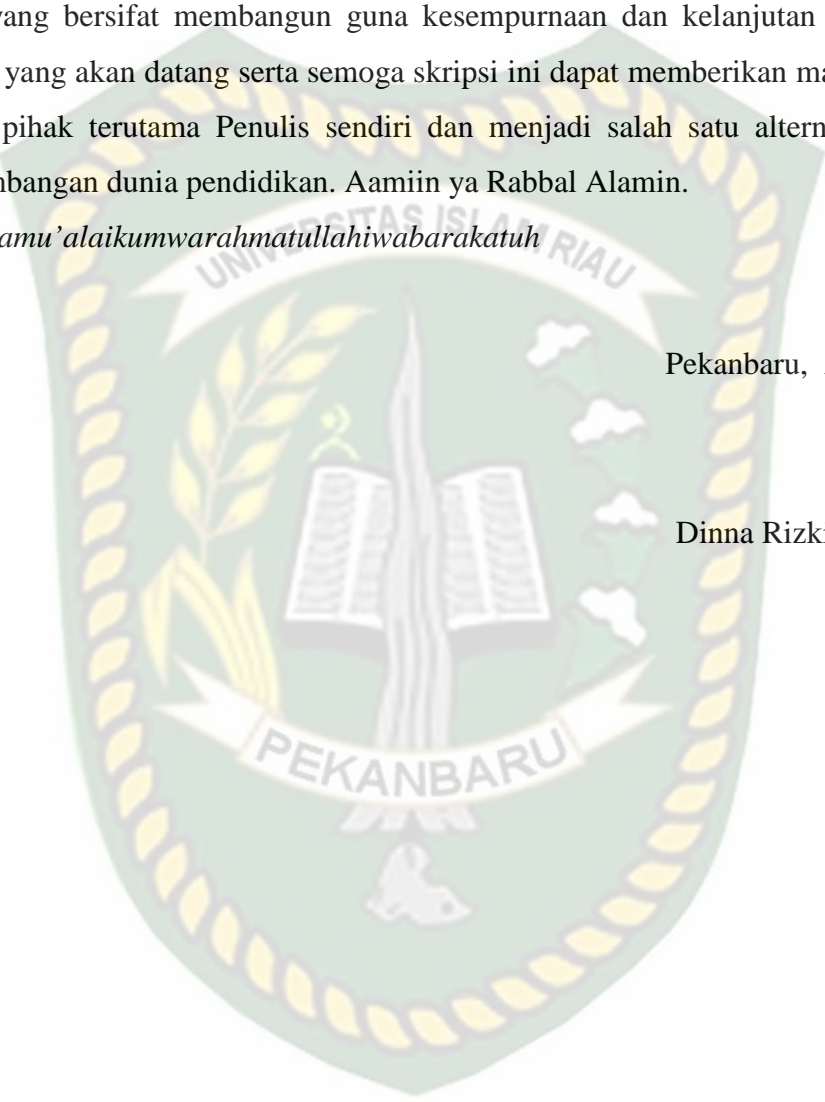 yang bersifat membangun guna kesempurnaan dan kelanjutan
yang akan datang serta semoga skripsi ini dapat memberikan ma
pihak terutama Penulis sendiri dan menjadi salah satu altern
mbangan dunia pendidikan. Aamiin ya Rabbal Alamin.
amu’alaikumwarahmatullahiwabarakatuh
UNIVERSITAS ISLAM RIAU
Pekanbaru,
Dinna Rizk
PEKANBARU